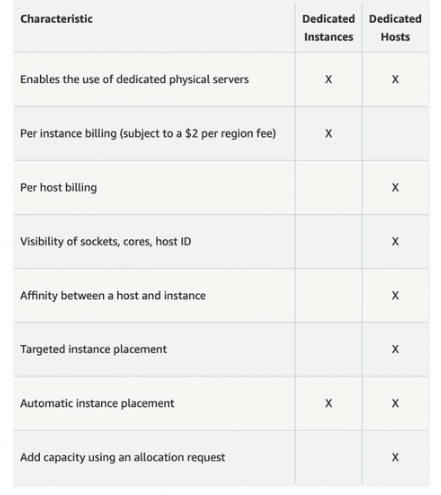 Characteristic Dedicated Dedicated
Instances Hosts
Enables the use of dedicated physical servers X X
Per instance billing (subject to a $2 per region fee) X
Per host billing X
Visibility of sockets, cores, host ID X
Affinity between a host and instance X
Targeted instance placement X
Automatic instance placement X X
Add capacity using an allocation request X